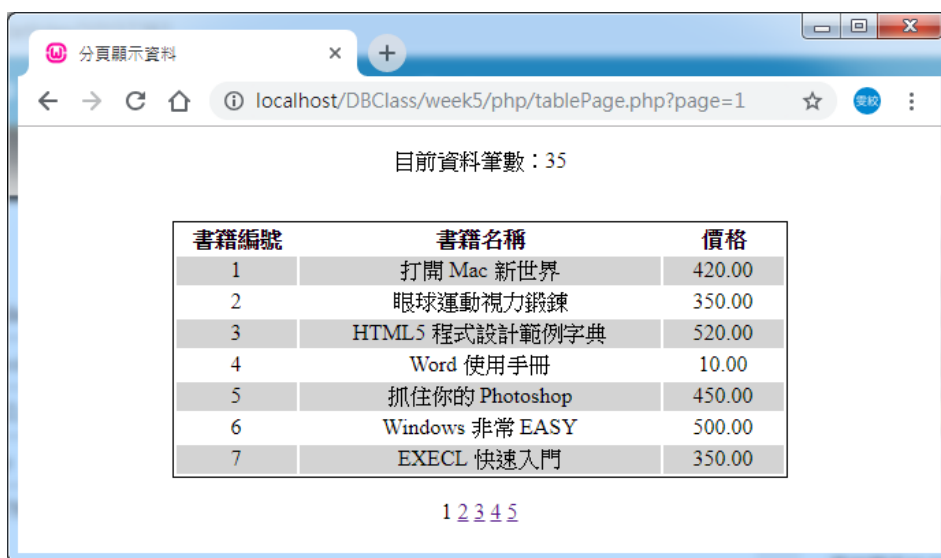 分頁顯示資料
localhost/DBClass/week5/php/tablePage.php?page=1
雯絞
目前資料筆數：35
書籍編號 書籍名稱 價格
1 打開 Mac 新世界 420.00
2 眼球運動視力鍛鍊 350.00
3 HTML5 程式設計範例字典 520.00
4 Word 使用手冊 10.00
5 抓住你的 Photoshop 450.00
6 Windows 非常 EASY 500.00
7 EXECL 快速入門 350.00
1 2 3 4 5